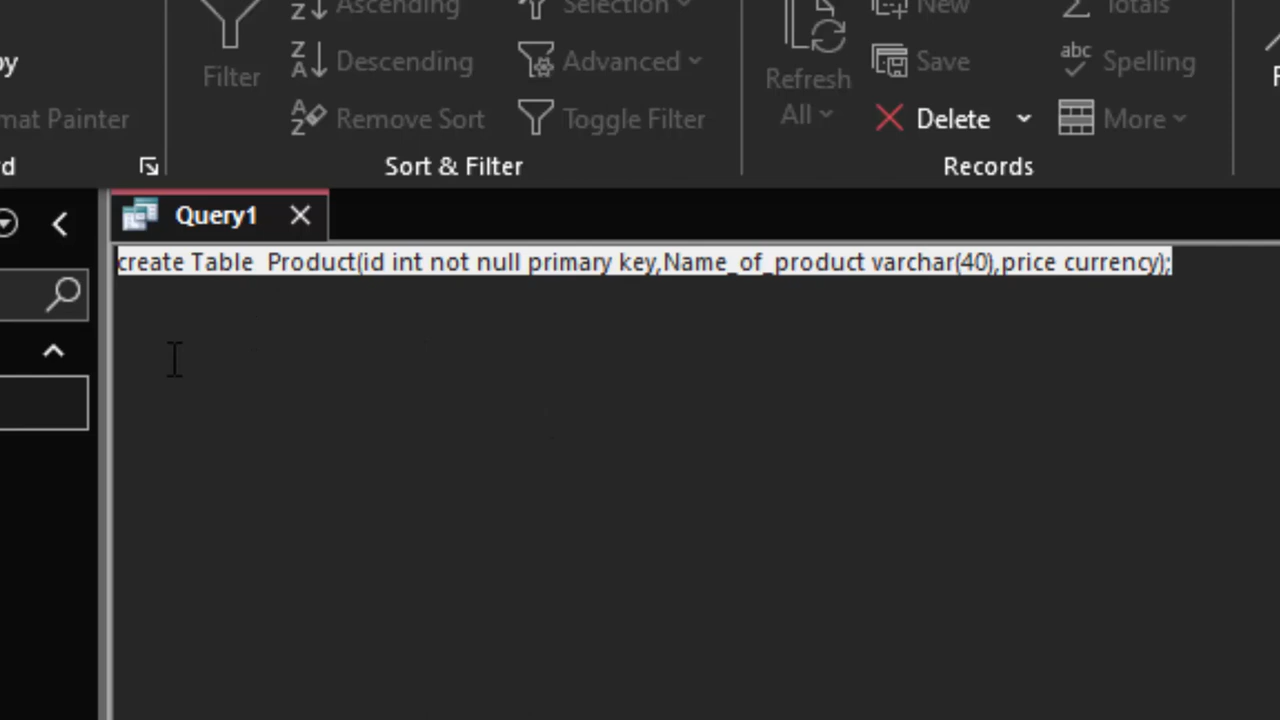 Ascending
Selection
New
Totals
py
Filter
Descending
Advanced
Refresh
All
Save
abc
Spelling
mat Painter
Remove Sort
Toggle Filter
Delete
More
d
Sort & Filter
Records
Query1
create Table  Product(id int not null primary key,Name_of_product varchar(40),price currency);